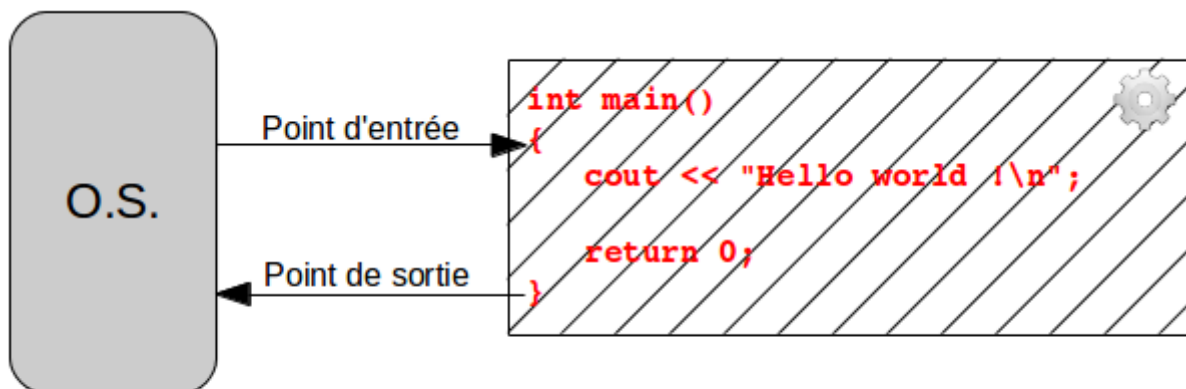 O.S.
Point d'entrée
Point de sortie
int main()
{
cout << "Hello world !\n";
return 0;
}